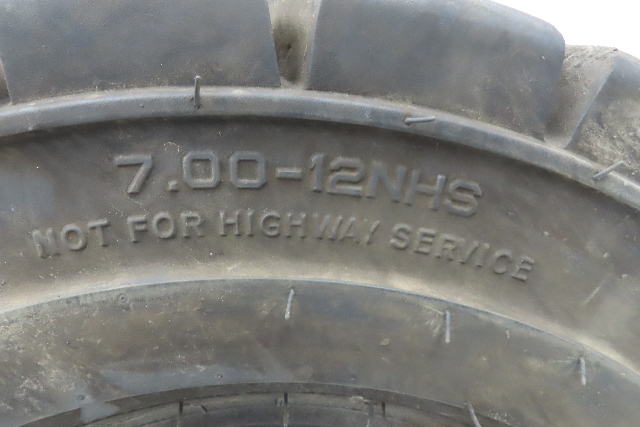 7.00-12NHS
NOT FOR HIGHWAY SERVICE